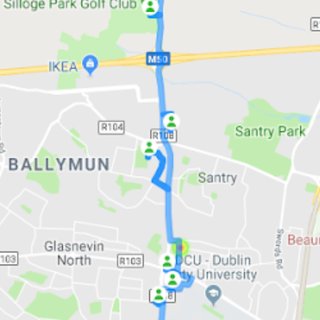 Silloge Park Golf Club
M50
IKEA
R104
R108
Santry Park
BALLYMUN
Santry
Glasnevin
North
DCU - Dublin
City University
R103
R103
Swords Rd
Beau